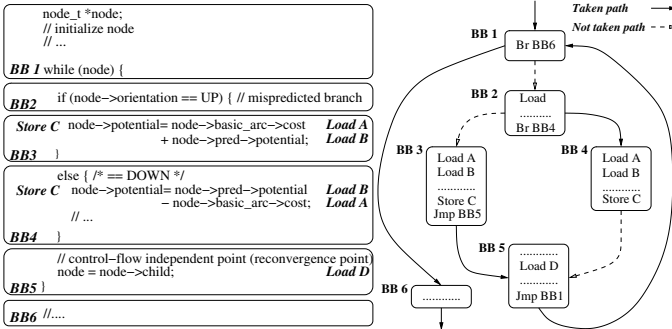 node_t *node;
// initialize node
// ...
BB 1 while (node) {
BB2 if (node->orientation == UP) { // mispredicted branch
Store C node->potential= node->basic_arc->cost Load A
+ node->pred->potential; Load B
BB3 }
else { /* == DOWN */
Store C node->potential= node->pred->potential Load B
− node->basic_arc->cost; Load A
// ...
BB4 }
// control-flow independent point (reconvergence point)
node = node->child; Load D
BB5 }
BB6 //....
Taken path
Not taken path
BB 1
Br BB6
BB 2
Load
............
Br BB4
BB 3
Load A
Load B
............
Store C
Jmp BB5
BB 4
Load A
Load B
............
Store C
BB 5
............
Load D
............
Jmp BB1
BB 6
............